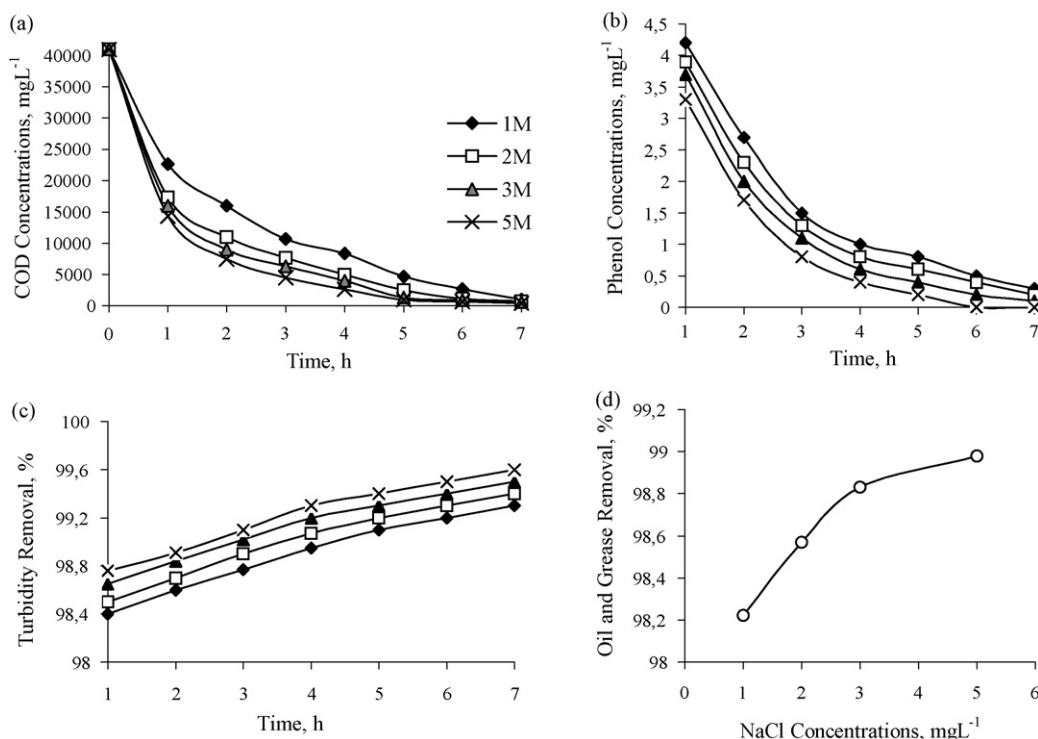 (a)
COD Concentrations, mgL⁻¹
40000
35000
30000
25000
20000
15000
10000
5000
0
0 1 2 3 4 5 6 7
Time, h
1M
2M
3M
5M
(b)
Phenol Concentrations, mgL⁻¹
4,5
4
3,5
3
2,5
2
1,5
1
0,5
0
1 2 3 4 5 6 7
Time, h
(c)
Turbidity Removal, %
100
99,6
99,2
98,8
98,4
98
1 2 3 4 5 6 7
Time, h
(d)
Oil and Grease Removal, %
99,2
99
98,8
98,6
98,4
98,2
98
0 1 2 3 4 5 6
NaCl Concentrations, mgL⁻¹